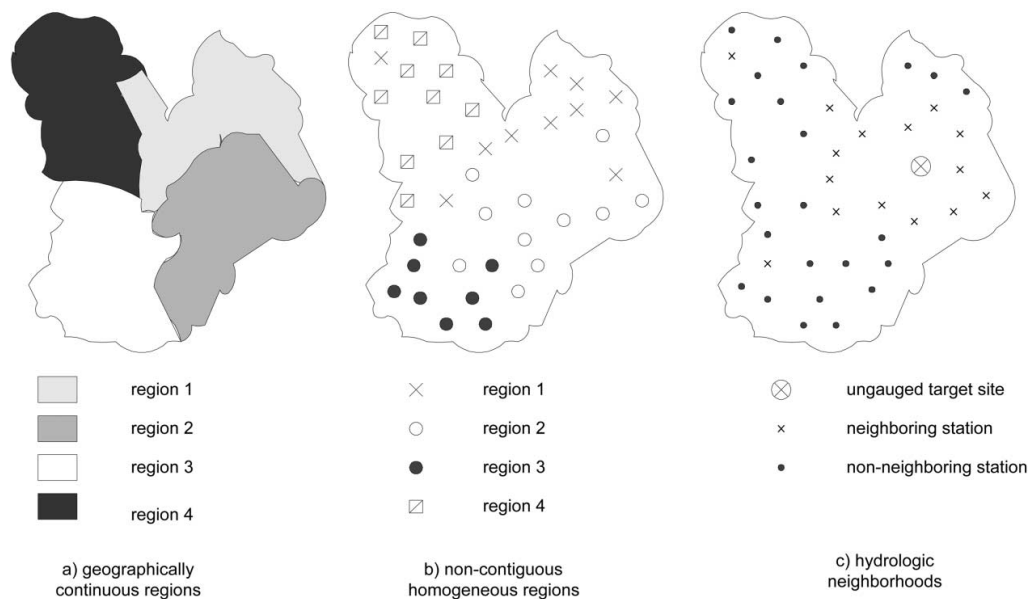 region 1
region 2
region 3
region 4
a) geographically
continuous regions
region 1
region 2
region 3
region 4
b) non-contiguous
homogeneous regions
ungauged target site
neighboring station
non-neighboring station
c) hydrologic
neighborhoods